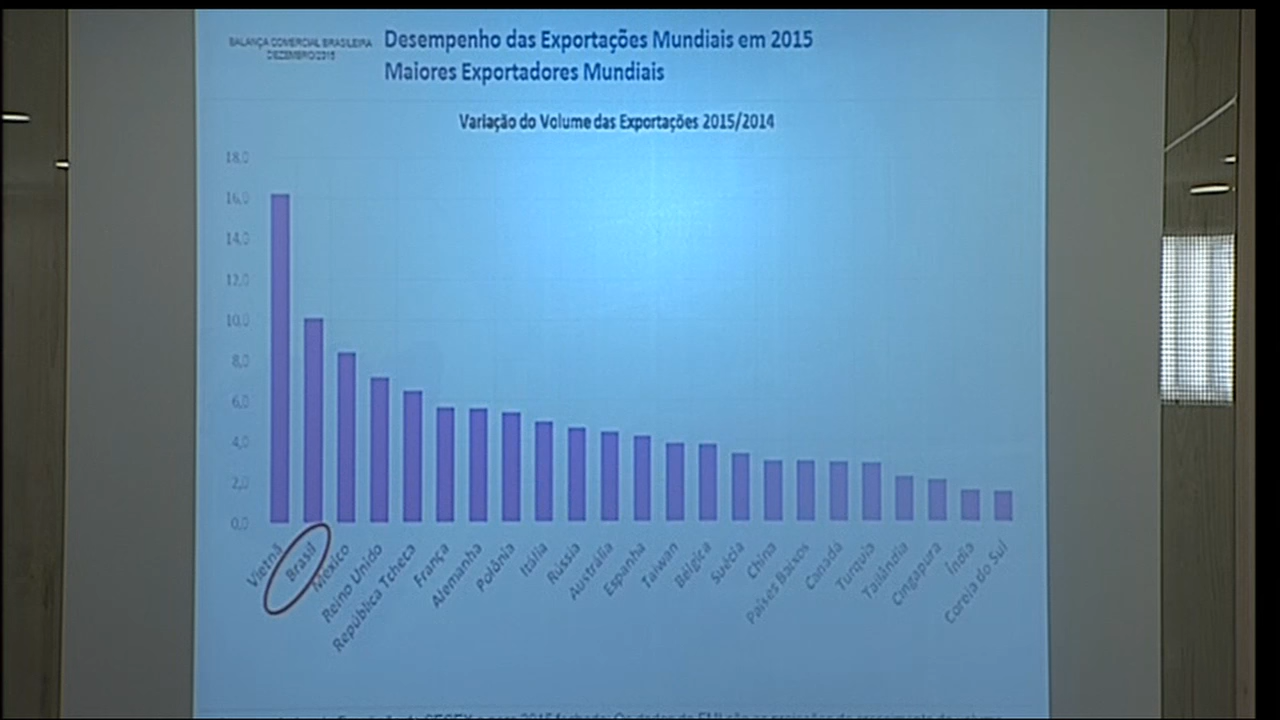 BALANÇA COMERCIAL BRASILEIRA
DEZEMBRO/2015
Desempenho das Exportações Mundiais em 2015
Maiores Exportadores Mundiais
Variação do Volume das Exportações 2015/2014
18,0
16,0
14,0
12,0
10,0
8,0
6,0
4,0
2,0
0,0
Vietnã
Brasil
México
Reino Unido
República Tcheca
França
Alemanha
Polônia
Itália
Rússia
Austrália
Espanha
Taiwan
Bélgica
Suécia
China
Países Baixos
Canadá
Turquia
Tailândia
Cingapura
Índia
Coreia do Sul